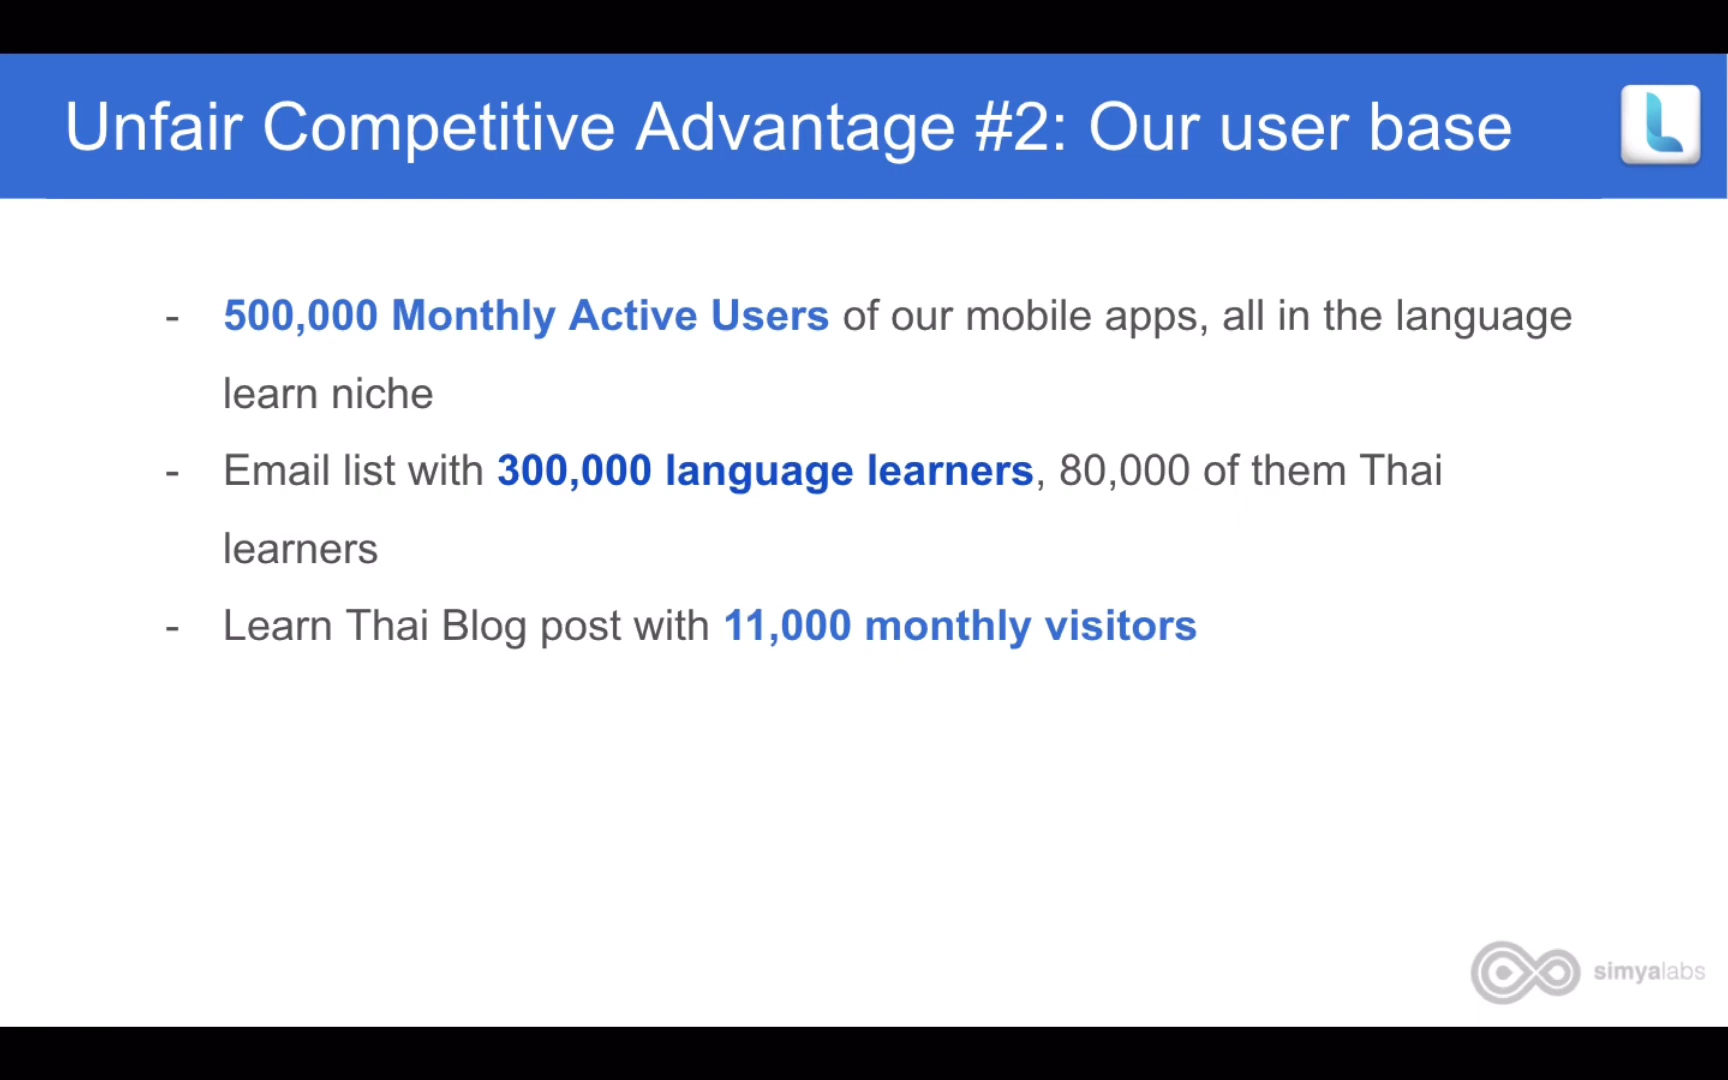 Unfair Competitive Advantage #2: Our user base
- 500,000 Monthly Active Users of our mobile apps, all in the language
learn niche
- Email list with 300,000 language learners, 80,000 of them Thai
learners
- Learn Thai Blog post with 11,000 monthly visitors
simyalabs